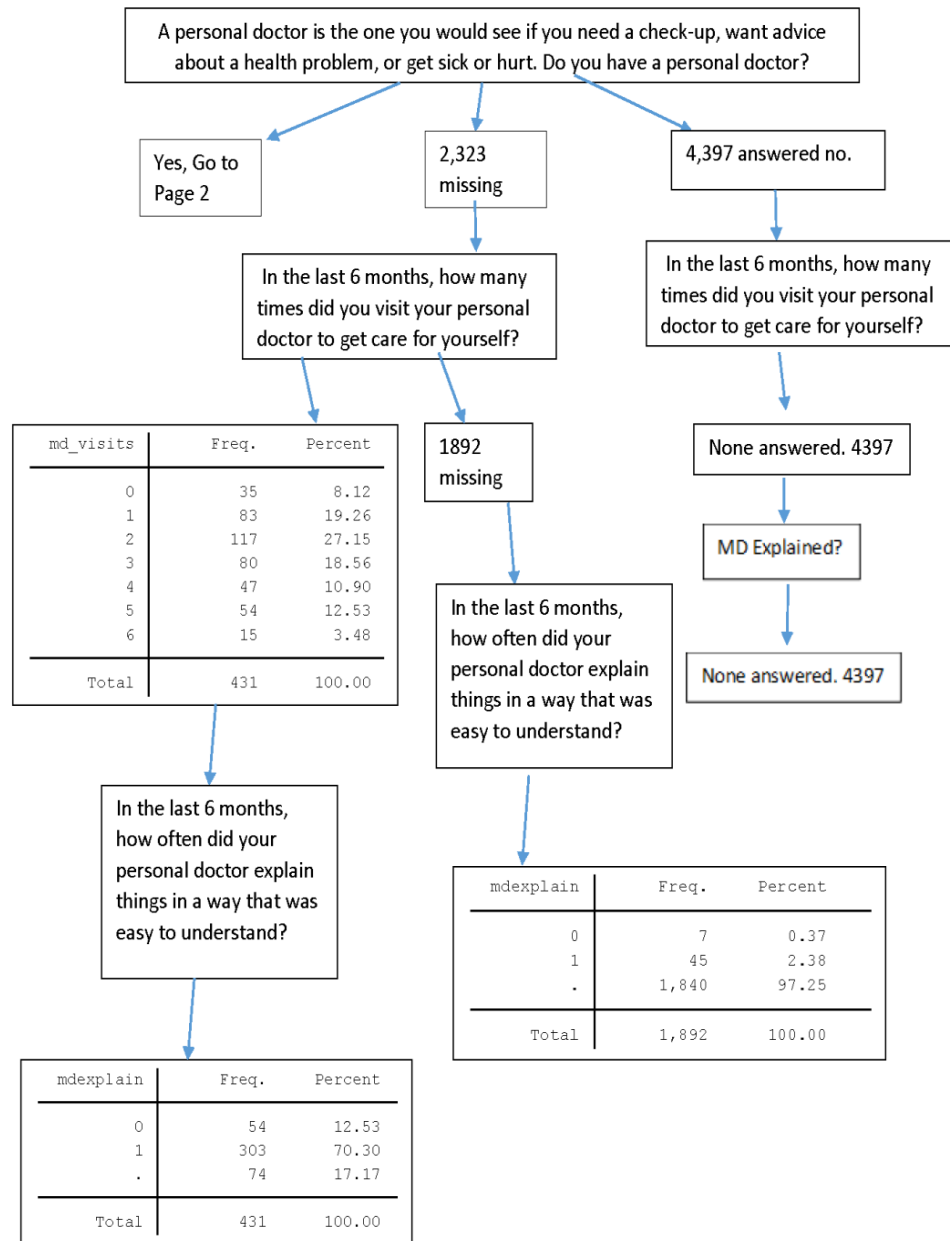 A personal doctor is the one you would see if you need a check-up, want advice
about a health problem, or get sick or hurt. Do you have a personal doctor?
Yes, Go to
Page 2
2,323
missing
4,397 answered no.
In the last 6 months, how many
times did you visit your personal
doctor to get care for yourself?
In the last 6 months, how many
times did you visit your personal
doctor to get care for yourself?
md_visits Freq. Percent
0 35 8.12
1 83 19.26
2 117 27.15
3 80 18.56
4 47 10.90
5 54 12.53
6 15 3.48
Total 431 100.00
1892
missing
None answered. 4397
MD Explained?
None answered. 4397
In the last 6 months,
how often did your
personal doctor explain
things in a way that was
easy to understand?
In the last 6 months,
how often did your
personal doctor explain
things in a way that was
easy to understand?
mdexplain Freq. Percent
0 7 0.37
1 45 2.38
. 1,840 97.25
Total 1,892 100.00
mdexplain Freq. Percent
0 54 12.53
1 303 70.30
. 74 17.17
Total 431 100.00